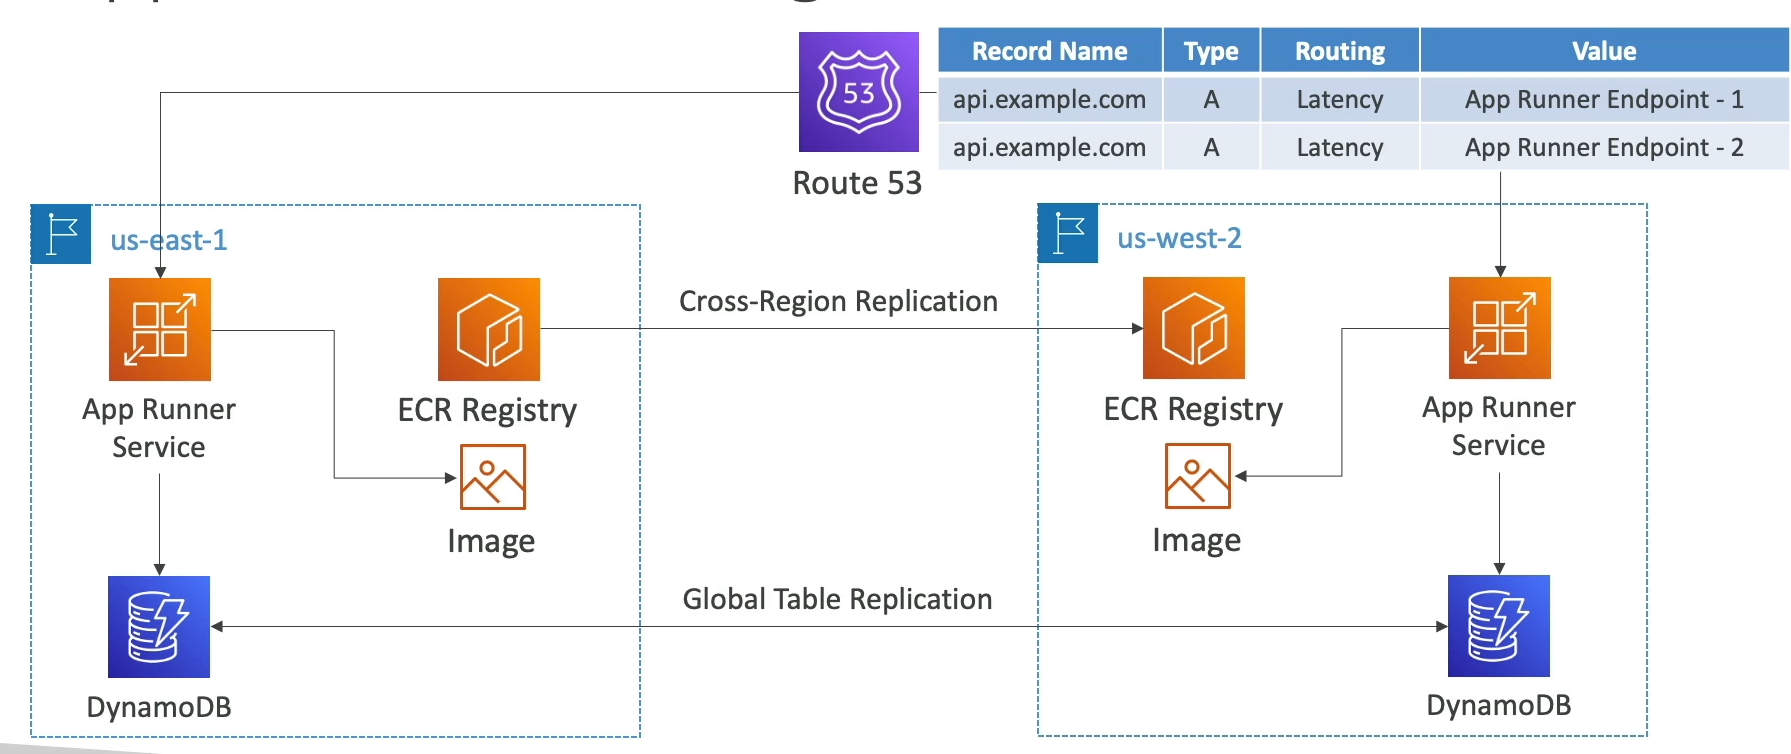 53
Route 53
Record Name Type Routing Value
api.example.com A Latency App Runner Endpoint - 1
api.example.com A Latency App Runner Endpoint - 2
us-east-1
us-west-2
Cross-Region Replication
App Runner
Service
ECR Registry
Image
ECR Registry
Image
App Runner
Service
Global Table Replication
DynamoDB
DynamoDB